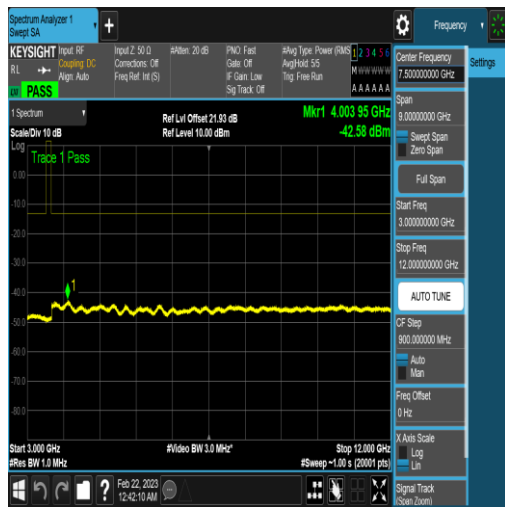 Spectrum Analyzer 1
Swept SA
Frequency
KEYSIGHT
RL
Input: RF
Coupling: DC
Align: Auto
Input Z: 50 Ω
Corrections: Off
Freq Ref: Int (S)
#Atten: 20 dB
PNO: Fast
Gate: Off
IF Gain: Low
Sig Track: Off
#Avg Type: Power (RMS
Avg|Hold: 5/5
Trig: Free Run
1 2 3 4 5 6
M w w w w w
A A A A A A
PASS
1 Spectrum
Scale/Div 10 dB
Ref Lvl Offset 21.93 dB
Ref Level 10.00 dBm
Mkr1 4.003 95 GHz
-42.58 dBm
Log
Trace 1 Pass
0.00
-10.0
-20.0
-30.0
1
-40.0
-50.0
-60.0
-70.0
-80.0
Start 3.000 GHz
#Res BW 1.0 MHz
#Video BW 3.0 MHz*
Stop 12.000 GHz
#Sweep ~1.00 s (20001 pts)
Feb 22, 2023
12:42:10 AM
Center Frequency
7.500000000 GHz
Span
9.00000000 GHz
Swept Span
Zero Span
Full Span
Start Freq
3.000000000 GHz
Stop Freq
12.000000000 GHz
AUTO TUNE
CF Step
900.000000 MHz
Auto
Man
Freq Offset
0 Hz
X Axis Scale
Log
Lin
Signal Track
(Span Zoom)
Settings